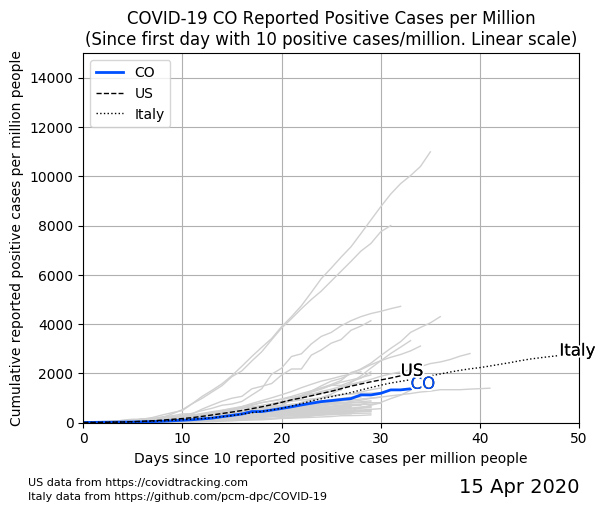 COVID-19 CO Reported Positive Cases per Million
(Since first day with 10 positive cases/million. Linear scale)
Cumulative reported positive cases per million people
14000
12000
10000
8000
6000
4000
2000
0
CO
US
Italy
Italy
US
CO
0 10 20 30 40 50
Days since 10 reported positive cases per million people
US data from https://covidtracking.com
Italy data from https://github.com/pcm-dpc/COVID-19
15 Apr 2020